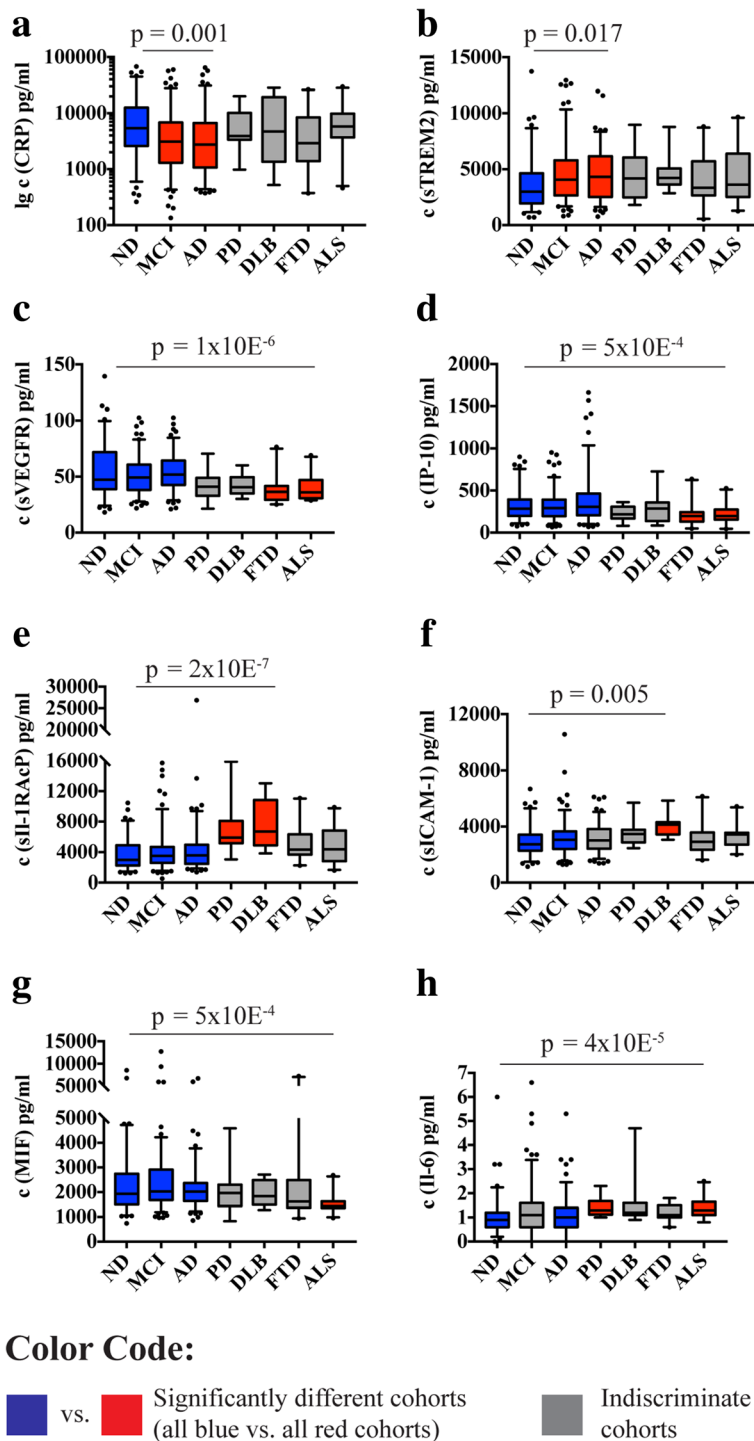 a
p = 0.001
lg c (CRP) pg/ml
100000
10000
1000
100
ND MCI AD PD DLB FTD ALS
b
p = 0.017
c (sTREM2) pg/ml
15000
10000
5000
0
ND MCI AD PD DLB FTD ALS
c
p = 1x10E-6
c (sVEGFR) pg/ml
150
100
50
0
ND MCI AD PD DLB FTD ALS
d
p = 5x10E-4
c (IP-10) pg/ml
2000
1500
1000
500
0
ND MCI AD PD DLB FTD ALS
e
p = 2x10E-7
c (sIl-1RAcP) pg/ml
30000
25000
20000
16000
12000
8000
4000
0
ND MCI AD PD DLB FTD ALS
f
p = 0.005
c (sICAM-1) pg/ml
12000
8000
4000
0
ND MCI AD PD DLB FTD ALS
g
p = 5x10E-4
c (MIF) pg/ml
15000
10000
5000
5000
4000
3000
2000
1000
0
ND MCI AD PD DLB FTD ALS
h
p = 4x10E-5
c (Il-6) pg/ml
7
6
5
4
3
2
1
0
ND MCI AD PD DLB FTD ALS
Color Code:
vs.
Significantly different cohorts
(all blue vs. all red cohorts)
Indiscriminate
cohorts